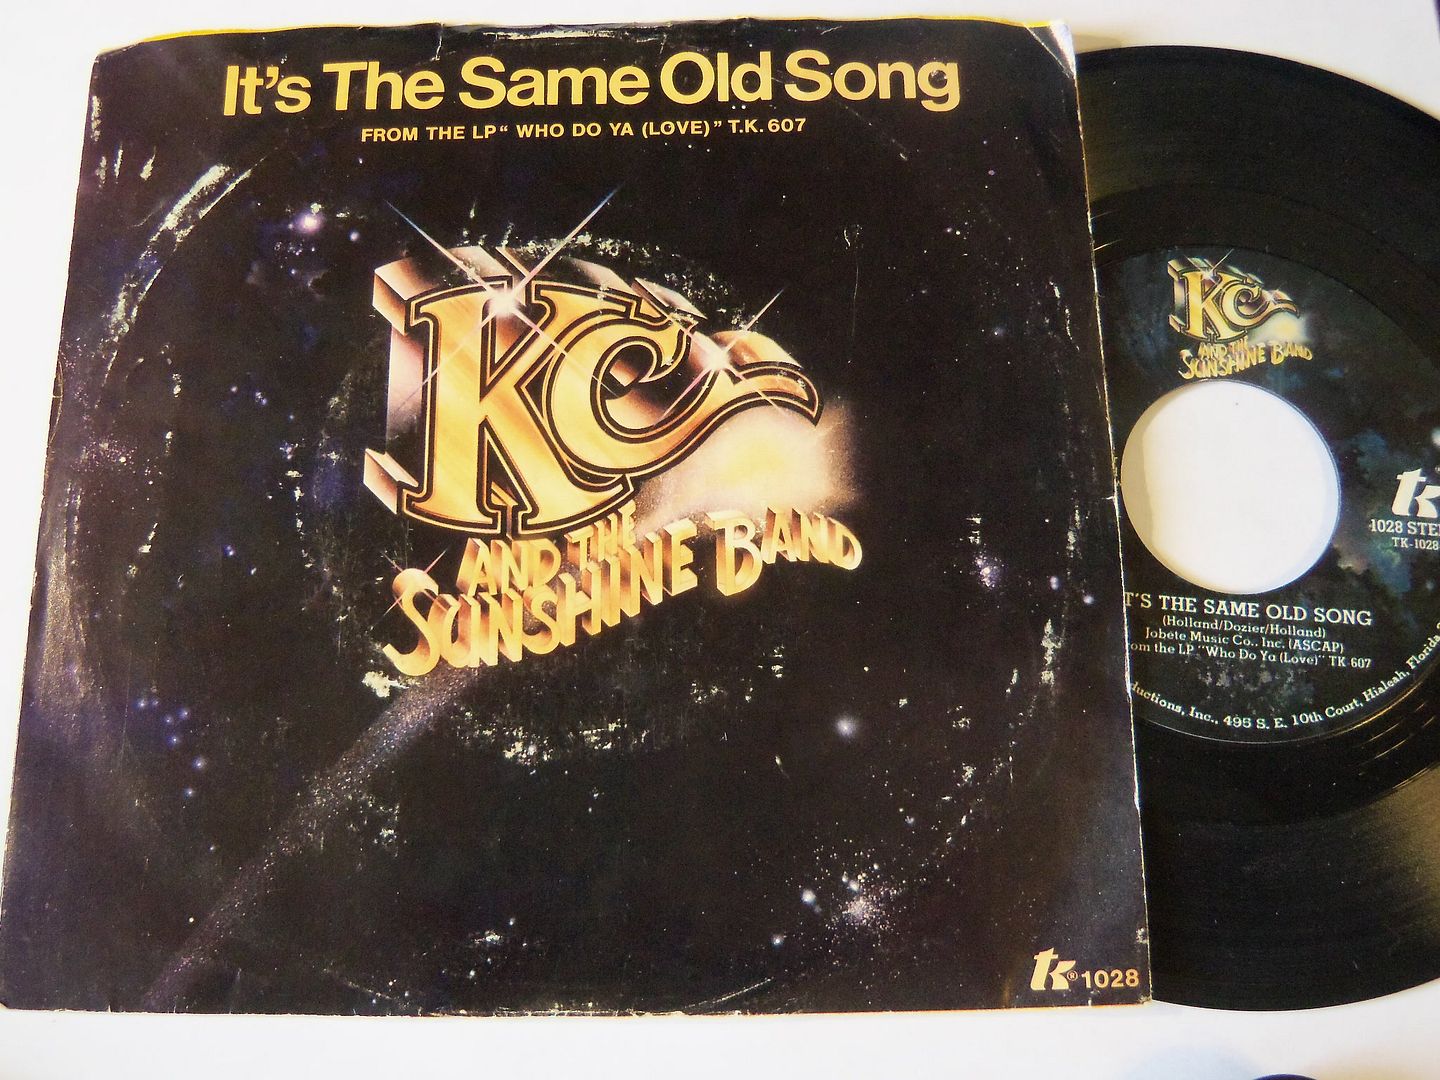 It's The Same Old Song
FROM THE LP “ WHO DO YA (LOVE)” T.K. 607
KC
AND THE
SUNSHINE BAND
tk® 1028
KC
AND THE
SUNSHINE BAND
tk
1028
TK-1028
T'S THE SAME OLD SONG
(Holland/Dozier/Holland)
Jobete Music Co., Inc. (ASCAP)
om the LP "Who Do Ya (Love)" TK 607
ductions, Inc., 495 S. E. 10th Court, Hialeah, Florida